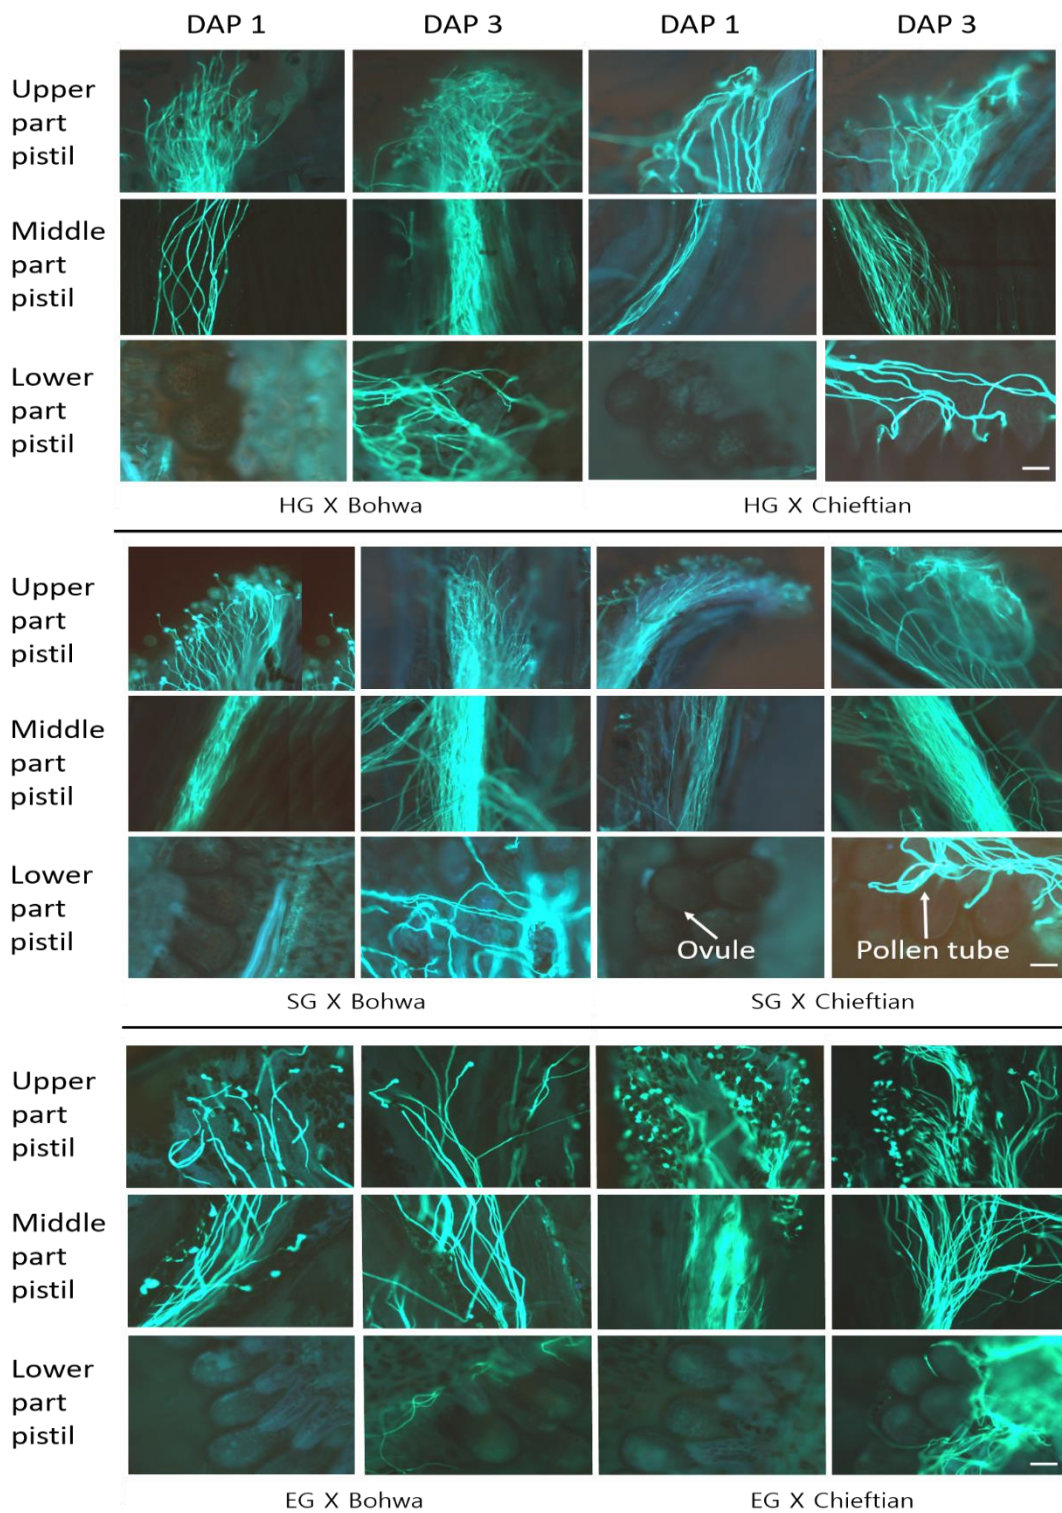 DAP 1 DAP 3 DAP 1 DAP 3
Upper
part
pistil
Middle
part
pistil
Lower
part
pistil
HG X Bohwa HG X Chieftian
Upper
part
pistil
Middle
part
pistil
Lower
part
pistil
Ovule Pollen tube
SG X Bohwa SG X Chieftian
Upper
part
pistil
Middle
part
pistil
Lower
part
pistil
EG X Bohwa EG X Chieftian